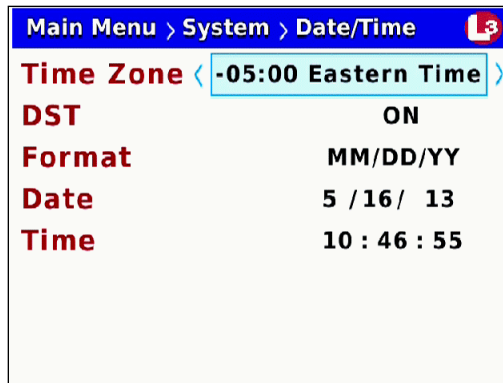 Main Menu > System > Date/Time L3
Time Zone < -05:00 Eastern Time >
DST ON
Format MM/DD/YY
Date 5 /16/ 13
Time 10 : 46 : 55